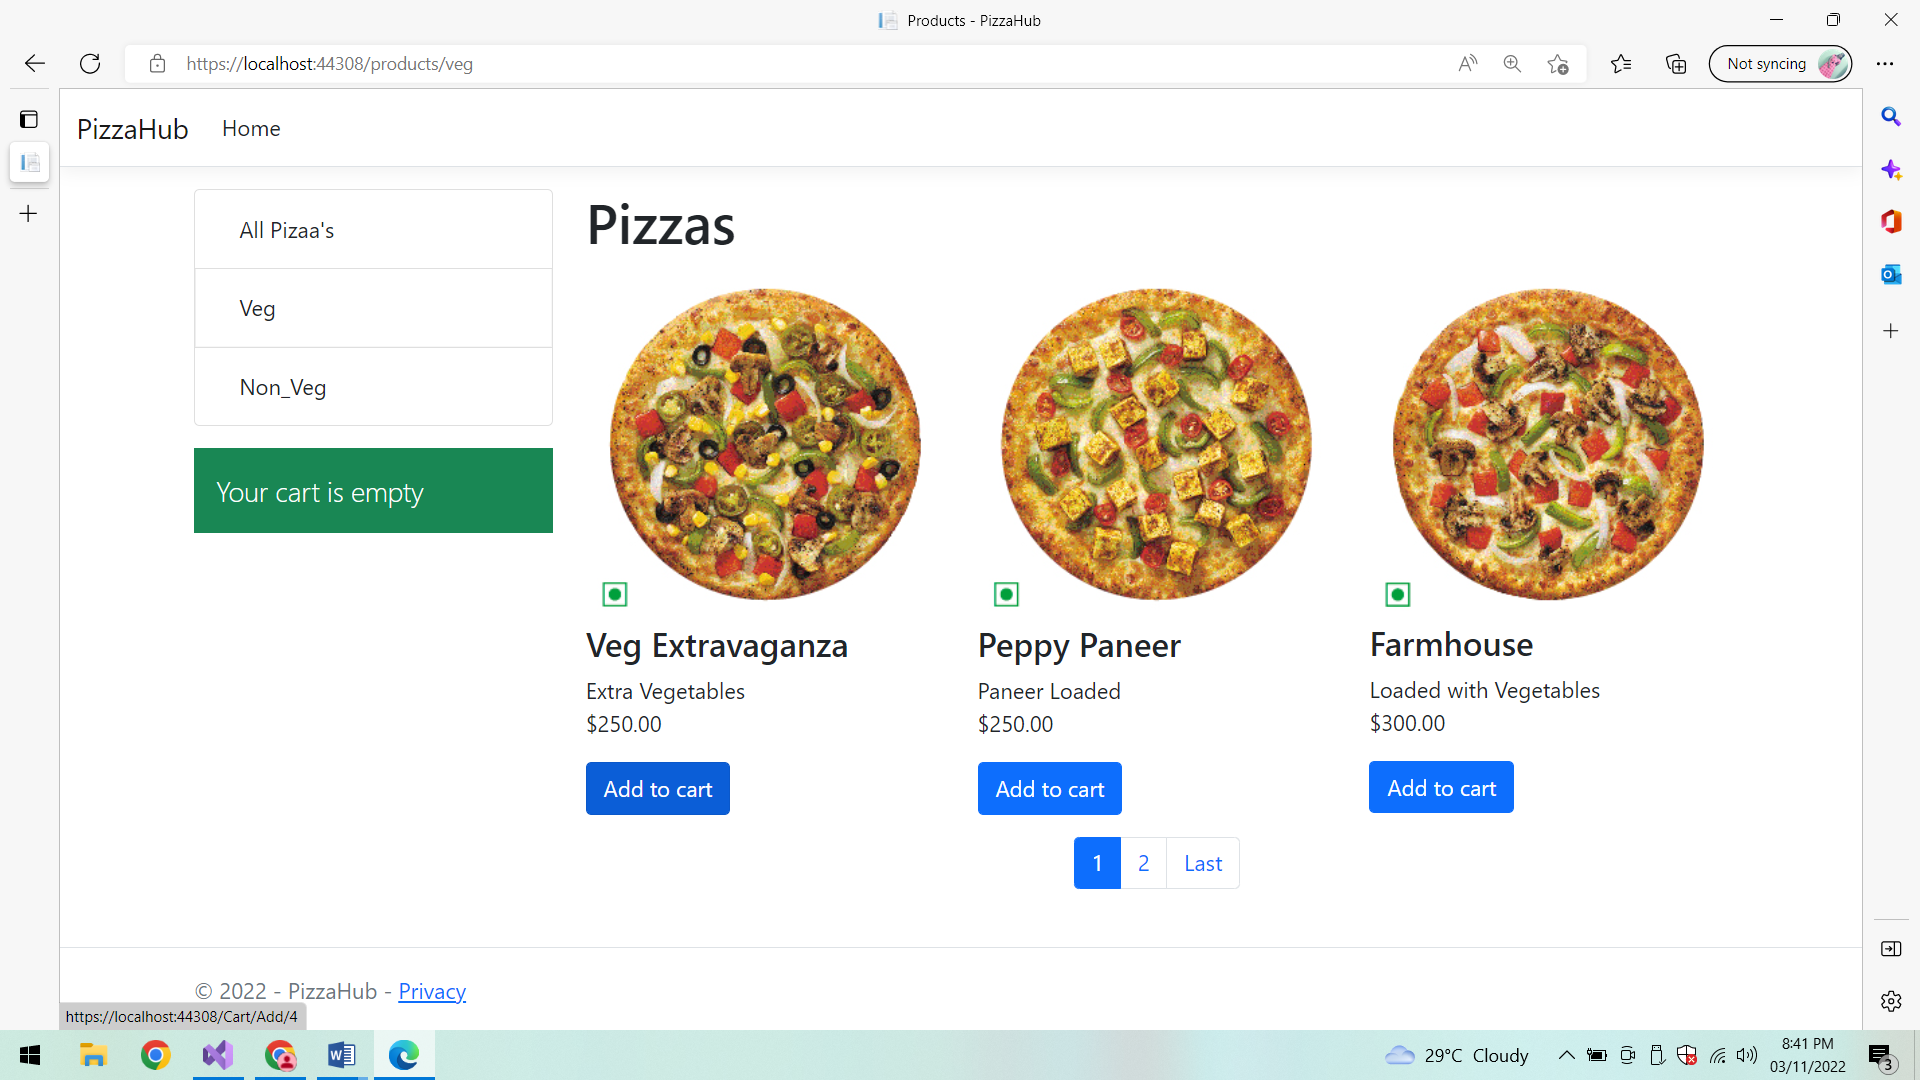 Products - PizzaHub
https://localhost:44308/products/veg
Not syncing
PizzaHub
Home
All Pizaa's
Veg
Non_Veg
Your cart is empty
Pizzas
Veg Extravaganza
Extra Vegetables
$250.00
Add to cart
Peppy Paneer
Paneer Loaded
$250.00
Add to cart
Farmhouse
Loaded with Vegetables
$300.00
Add to cart
1 2 Last
© 2022 - PizzaHub - Privacy
https://localhost:44308/Cart/Add/4
29°C Cloudy
8:41 PM
03/11/2022
3